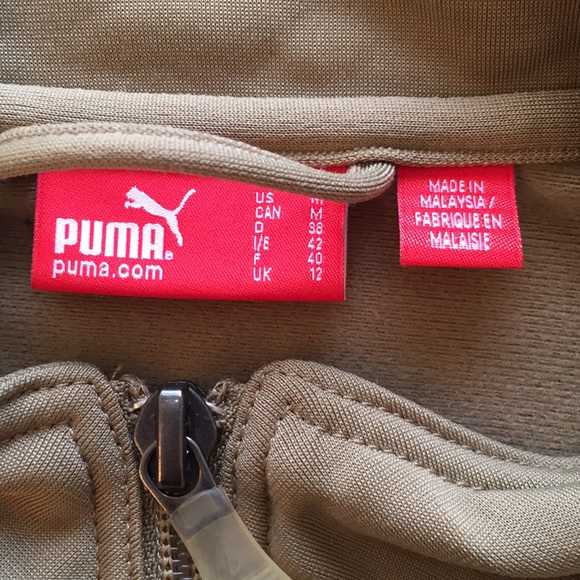 PUMA®
puma.com
US M
CAN M
D 38
I/E 42
F 40
UK 12
MADE IN
MALAYSIA /
FABRIQUE EN
MALAISIE